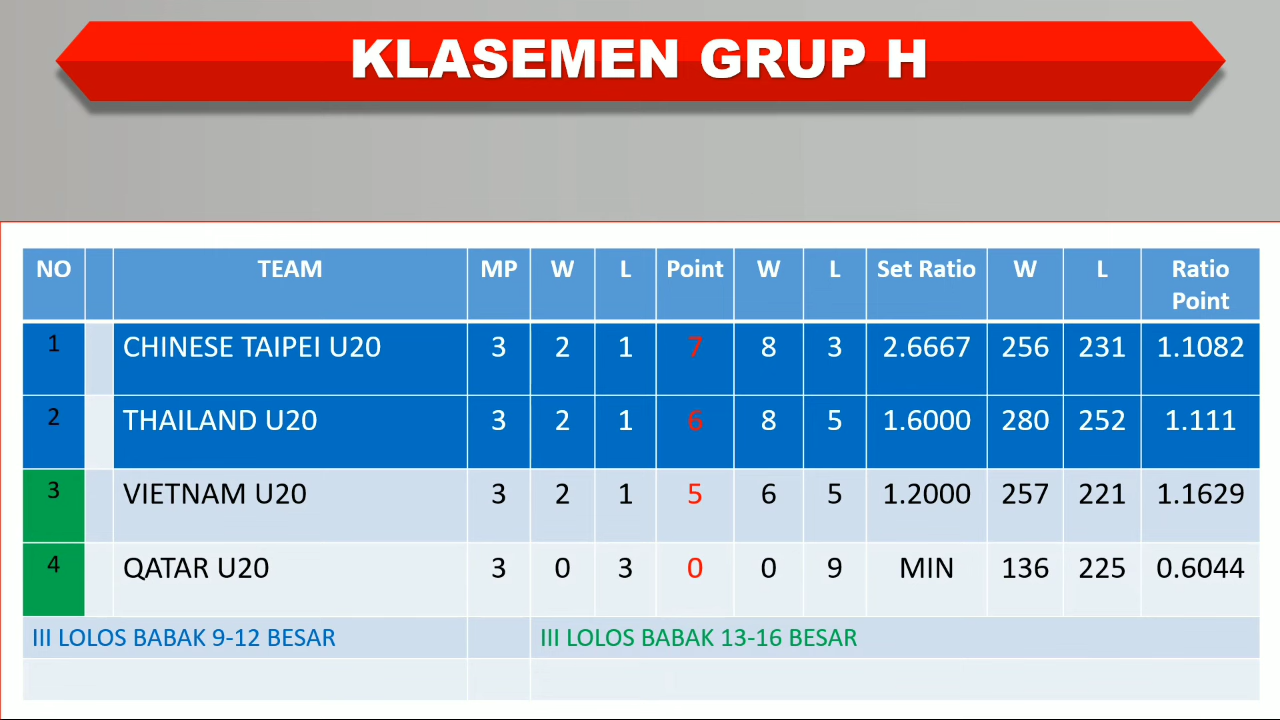 KLASEMEN GRUP H
NO TEAM MP W L Point W L Set Ratio W L Ratio Point
1 CHINESE TAIPEI U20 3 2 1 7 8 3 2.6667 256 231 1.1082
2 THAILAND U20 3 2 1 6 8 5 1.6000 280 252 1.111
3 VIETNAM U20 3 2 1 5 6 5 1.2000 257 221 1.1629
4 QATAR U20 3 0 3 0 0 9 MIN 136 225 0.6044
III LOLOS BABAK 9-12 BESAR III LOLOS BABAK 13-16 BESAR